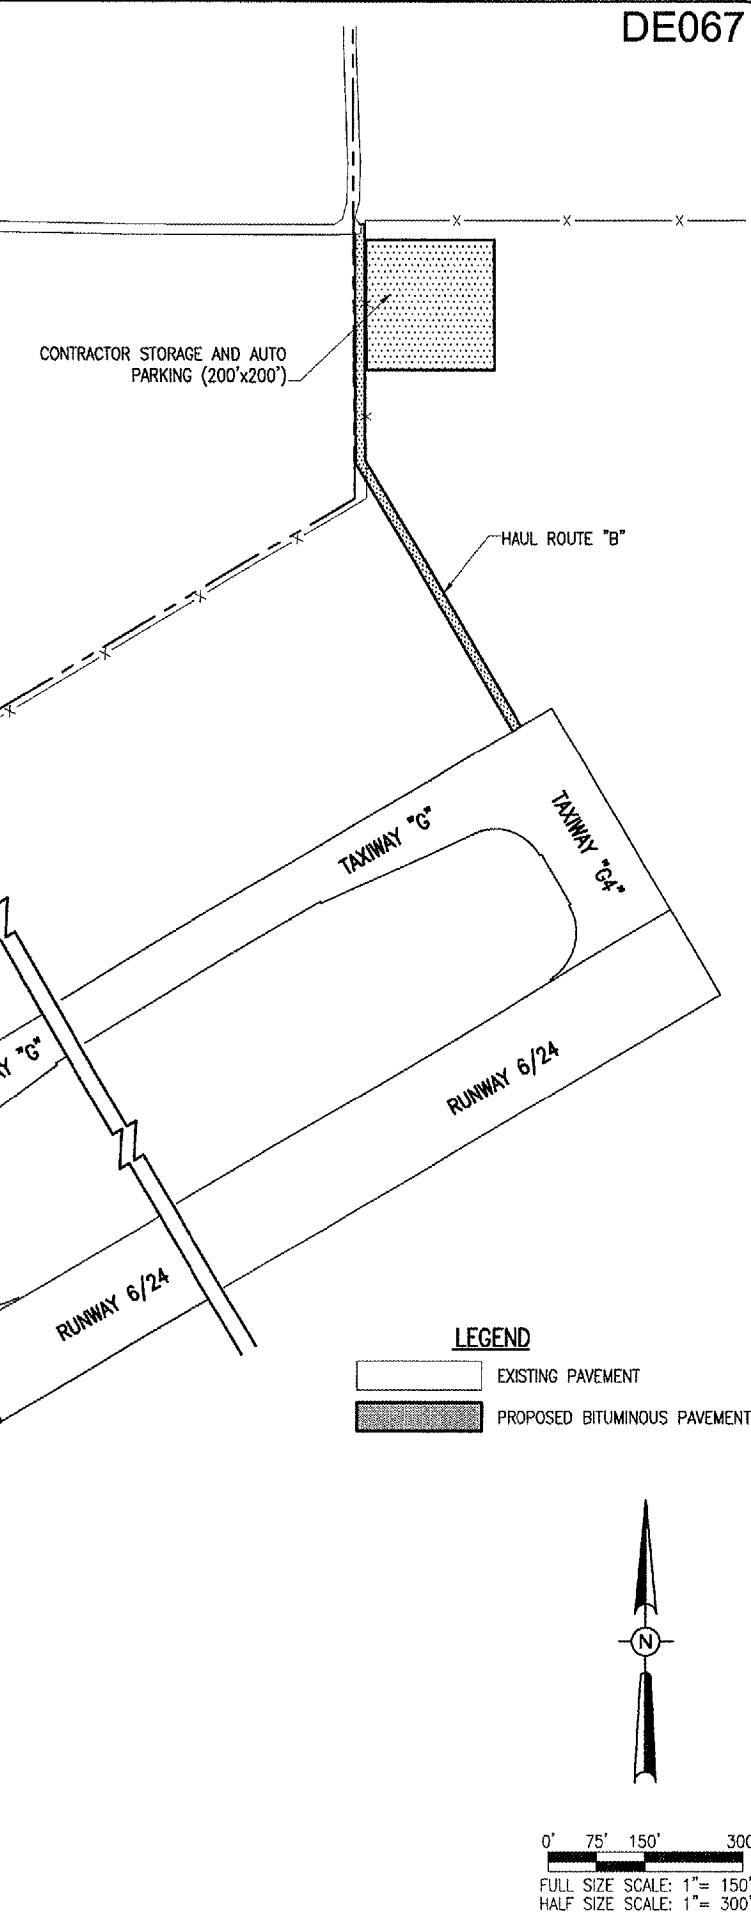 DE067
X X X
CONTRACTOR STORAGE AND AUTO
PARKING (200'x200')
X
X
HAUL ROUTE "B"
X
X
X
X
TAXIWAY "G"
TAXIWAY "G4"
"G"
RUNWAY 6/24
RUNWAY 6/24
LEGEND
EXISTING PAVEMENT
PROPOSED BITUMINOUS PAVEMENT
N
0' 75' 150' 300
FULL SIZE SCALE: 1"= 150'
HALF SIZE SCALE: 1"= 300'